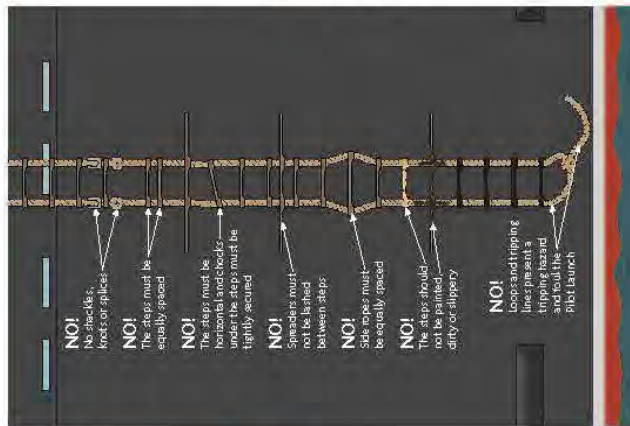 NO!
No shackles,
knots or splices
NO!
The steps must be
equally spaced
NO!
The steps must be
horizontal and chocks
under the steps must be
tightly secured
NO!
Spreaders must
not be lashed
between steps
NO!
Side ropes must
be equally spaced
NO!
The steps should
not be painted,
dirty or slippery
NO!
Loops and tripping
lines present a
tripping hazard
and foul the
Pilot Launch